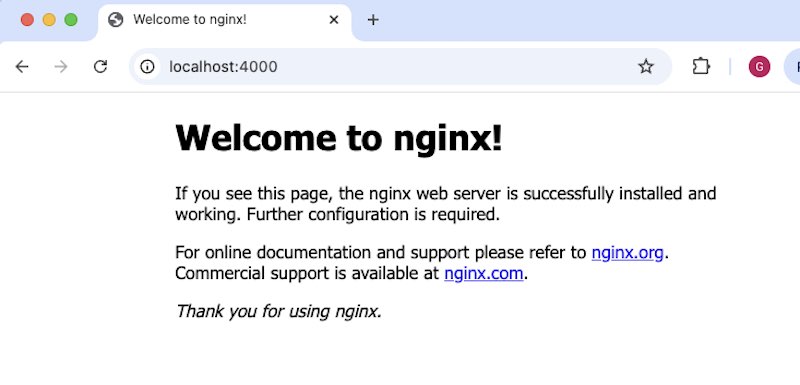 Welcome to nginx!
localhost:4000
G
Welcome to nginx!
If you see this page, the nginx web server is successfully installed and
working. Further configuration is required.
For online documentation and support please refer to nginx.org.
Commercial support is available at nginx.com.
Thank you for using nginx.